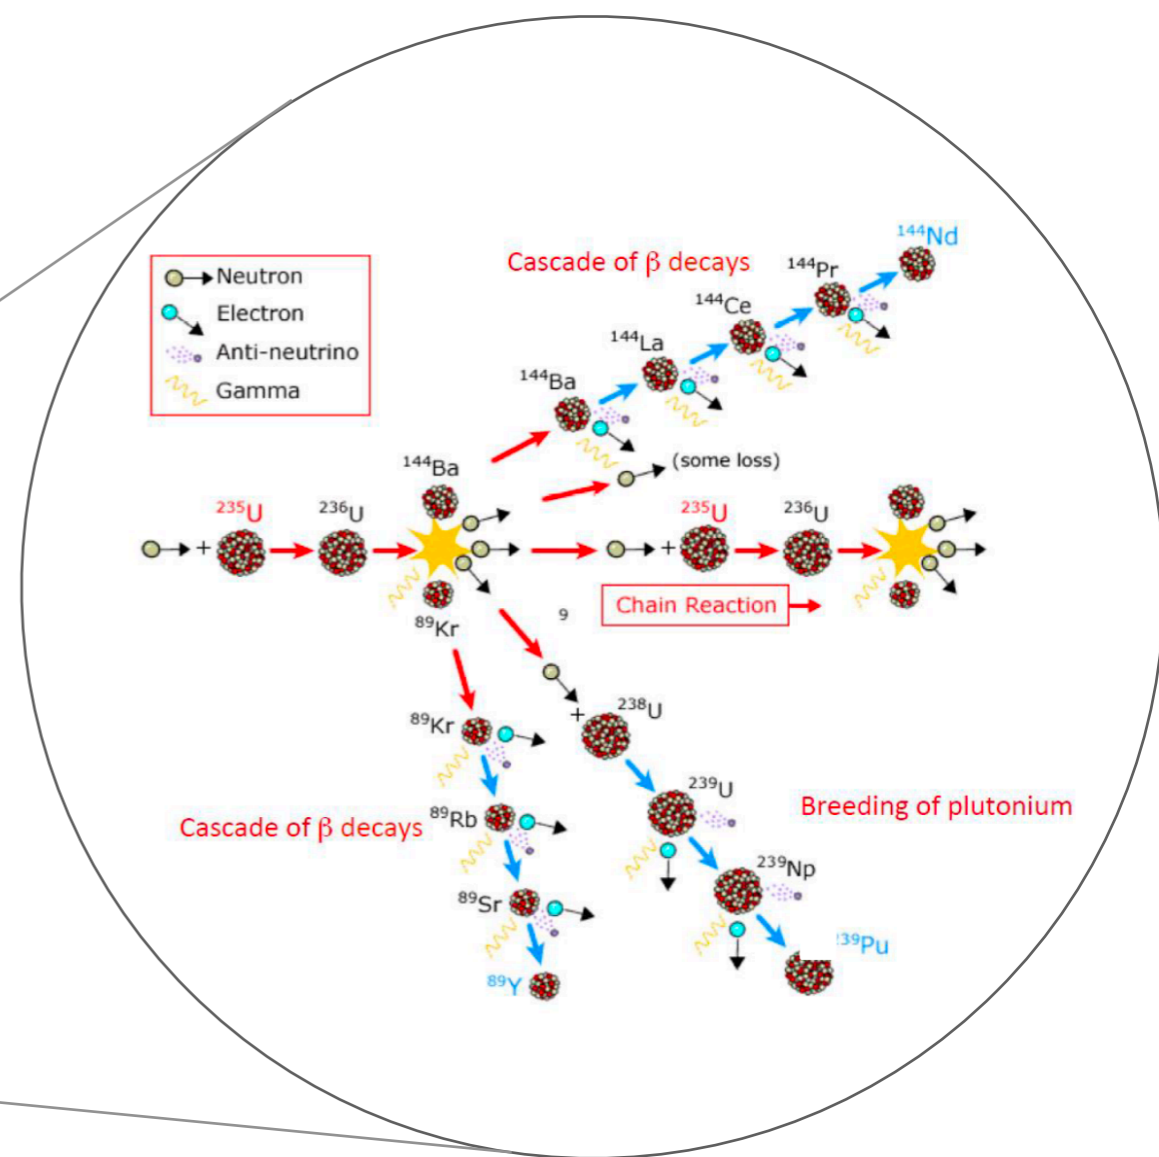 ¹⁴⁴Nd
Cascade of β decays
¹⁴⁴Pr
Neutron
¹⁴⁴Ce
Electron
¹⁴⁴La
Anti-neutrino
¹⁴⁴Ba
Gamma
¹⁴⁴Ba
(some loss)
²³⁵U
²³⁶U
²³⁵U
²³⁶U
+
+
Chain Reaction
9
⁸⁹Kr
⁸⁹Kr
+
²³⁸U
²³⁹U
Breeding of plutonium
Cascade of β decays
⁸⁹Rb
²³⁹Np
⁸⁹Sr
³⁹Pu
⁸⁹Y